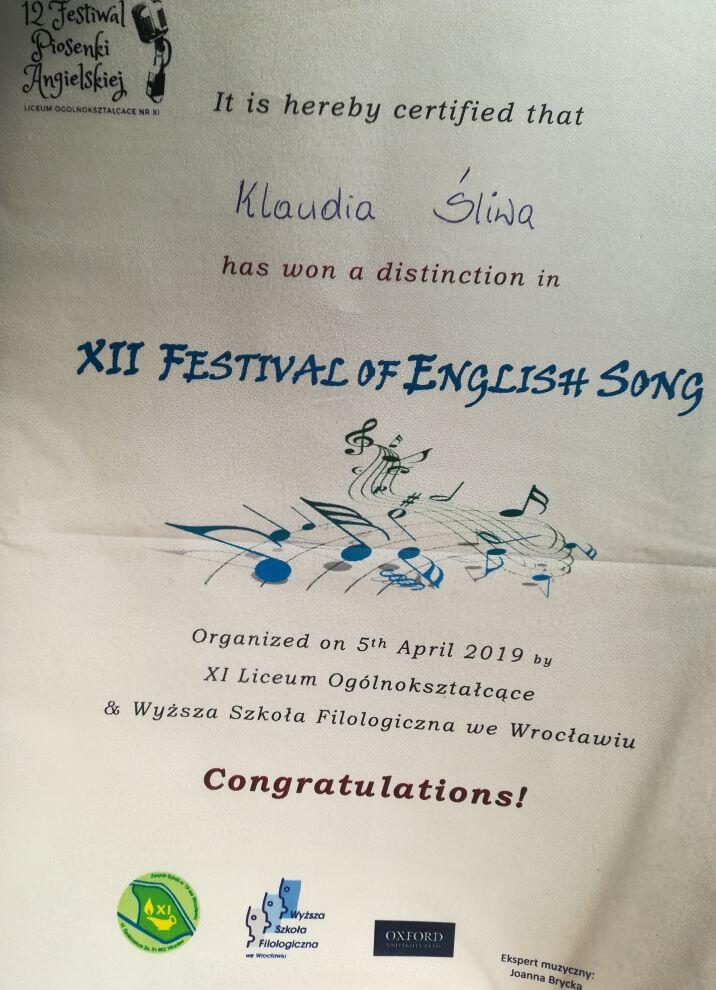 12 Festiwal
Piosenki
Angielskiej
LICEUM OGÓLNOKSZTAŁCĄCE NR XI
It is hereby certified that
Klaudia Śliwa
has won a distinction in
XII FESTIVAL OF ENGLISH SONG
Organized on 5th April 2019 by
XI Liceum Ogólnokształcące
& Wyższa Szkoła Filologiczna we Wrocławiu
Congratulations!
XI
Wyższa
Szkoła
Filologiczna
we Wrocławiu
OXFORD
UNIVERSITY PRESS
Ekspert muzyczny:
Joanna Brycka